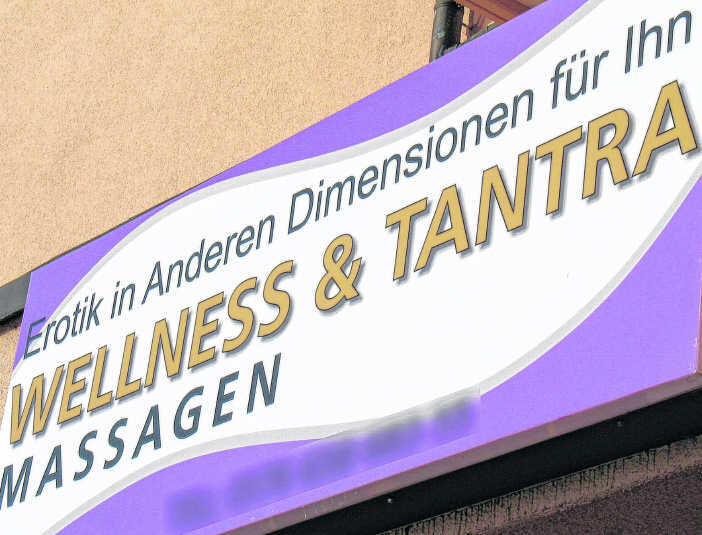 Erotik in Anderen Dimensionen für Ihn
WELLNESS & TANTRA
MASSAGEN